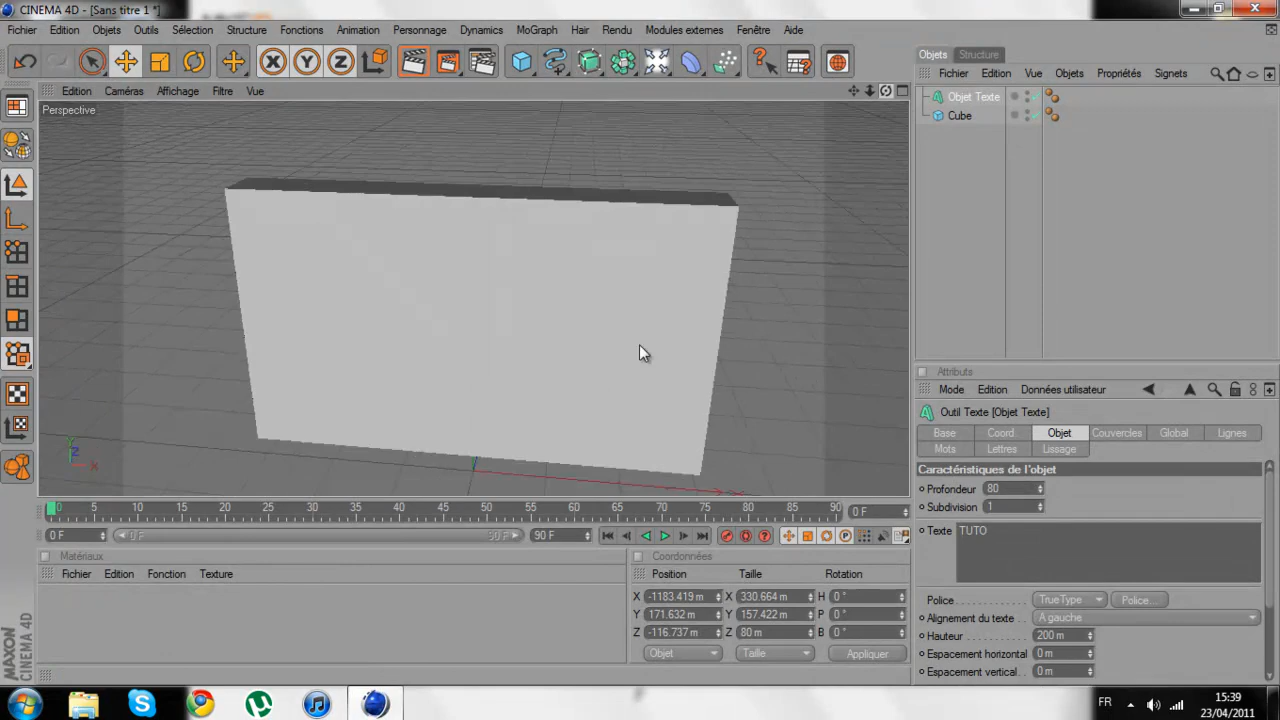 CINEMA 4D - [Sans titre 1 *]
Fichier Edition Objets Outils Sélection Structure Fonctions Animation Personnage Dynamics MoGraph Hair Rendu Modules externes Fenêtre Aide
X Y Z
Edition Caméras Affichage Filtre Vue
Perspective
Y Z X
0 5 10 15 20 25 30 35 40 45 50 55 60 65 70 75 80 85 90 0 F
0 F 0 F 90 F 90 F
Matériaux
Fichier Edition Fonction Texture
Coordonnées
Position Taille Rotation
X -1183.419 m X 330.664 m H 0 °
Y 171.632 m Y 157.422 m P 0 °
Z -116.737 m Z 80 m B 0 °
Objet Taille Appliquer
Objets Structure
Fichier Edition Vue Objets Propriétés Signets
Objet Texte
Cube
Attributs
Mode Edition Données utilisateur
Outil Texte [Objet Texte]
Base Coord. Objet Couvercles Global Lignes
Mots Lettres Lissage
Caractéristiques de l'objet
Profondeur 80
Subdivision 1
Texte TUTO
Police TrueType Police...
Alignement du texte A gauche
Hauteur 200 m
Espacement horizontal 0 m
Espacement vertical 0 m
MAXON
CINEMA 4D
FR 15:39
23/04/2011